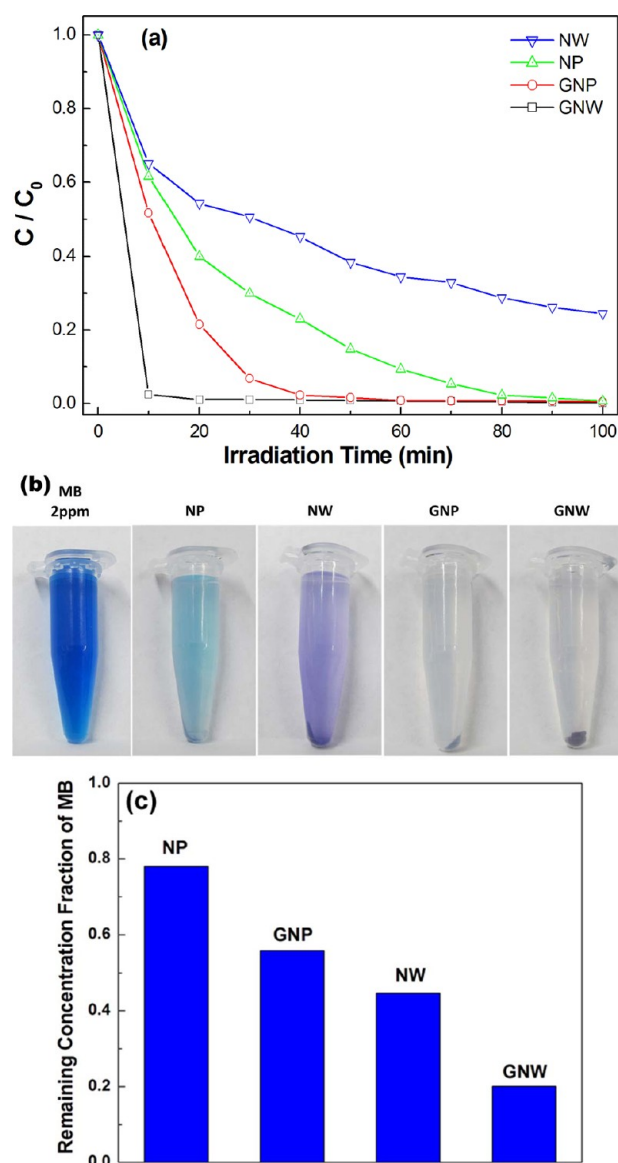 (a)
NW
NP
GNP
GNW
1.0
0.8
0.6
0.4
0.2
0.0
C / C0
0 20 40 60 80 100
Irradiation Time (min)
(b) MB
2ppm NP NW GNP GNW
1.0
0.8
0.6
0.4
0.2
0.0
Remaining Concentration Fraction of MB
(c)
NP
GNP
NW
GNW